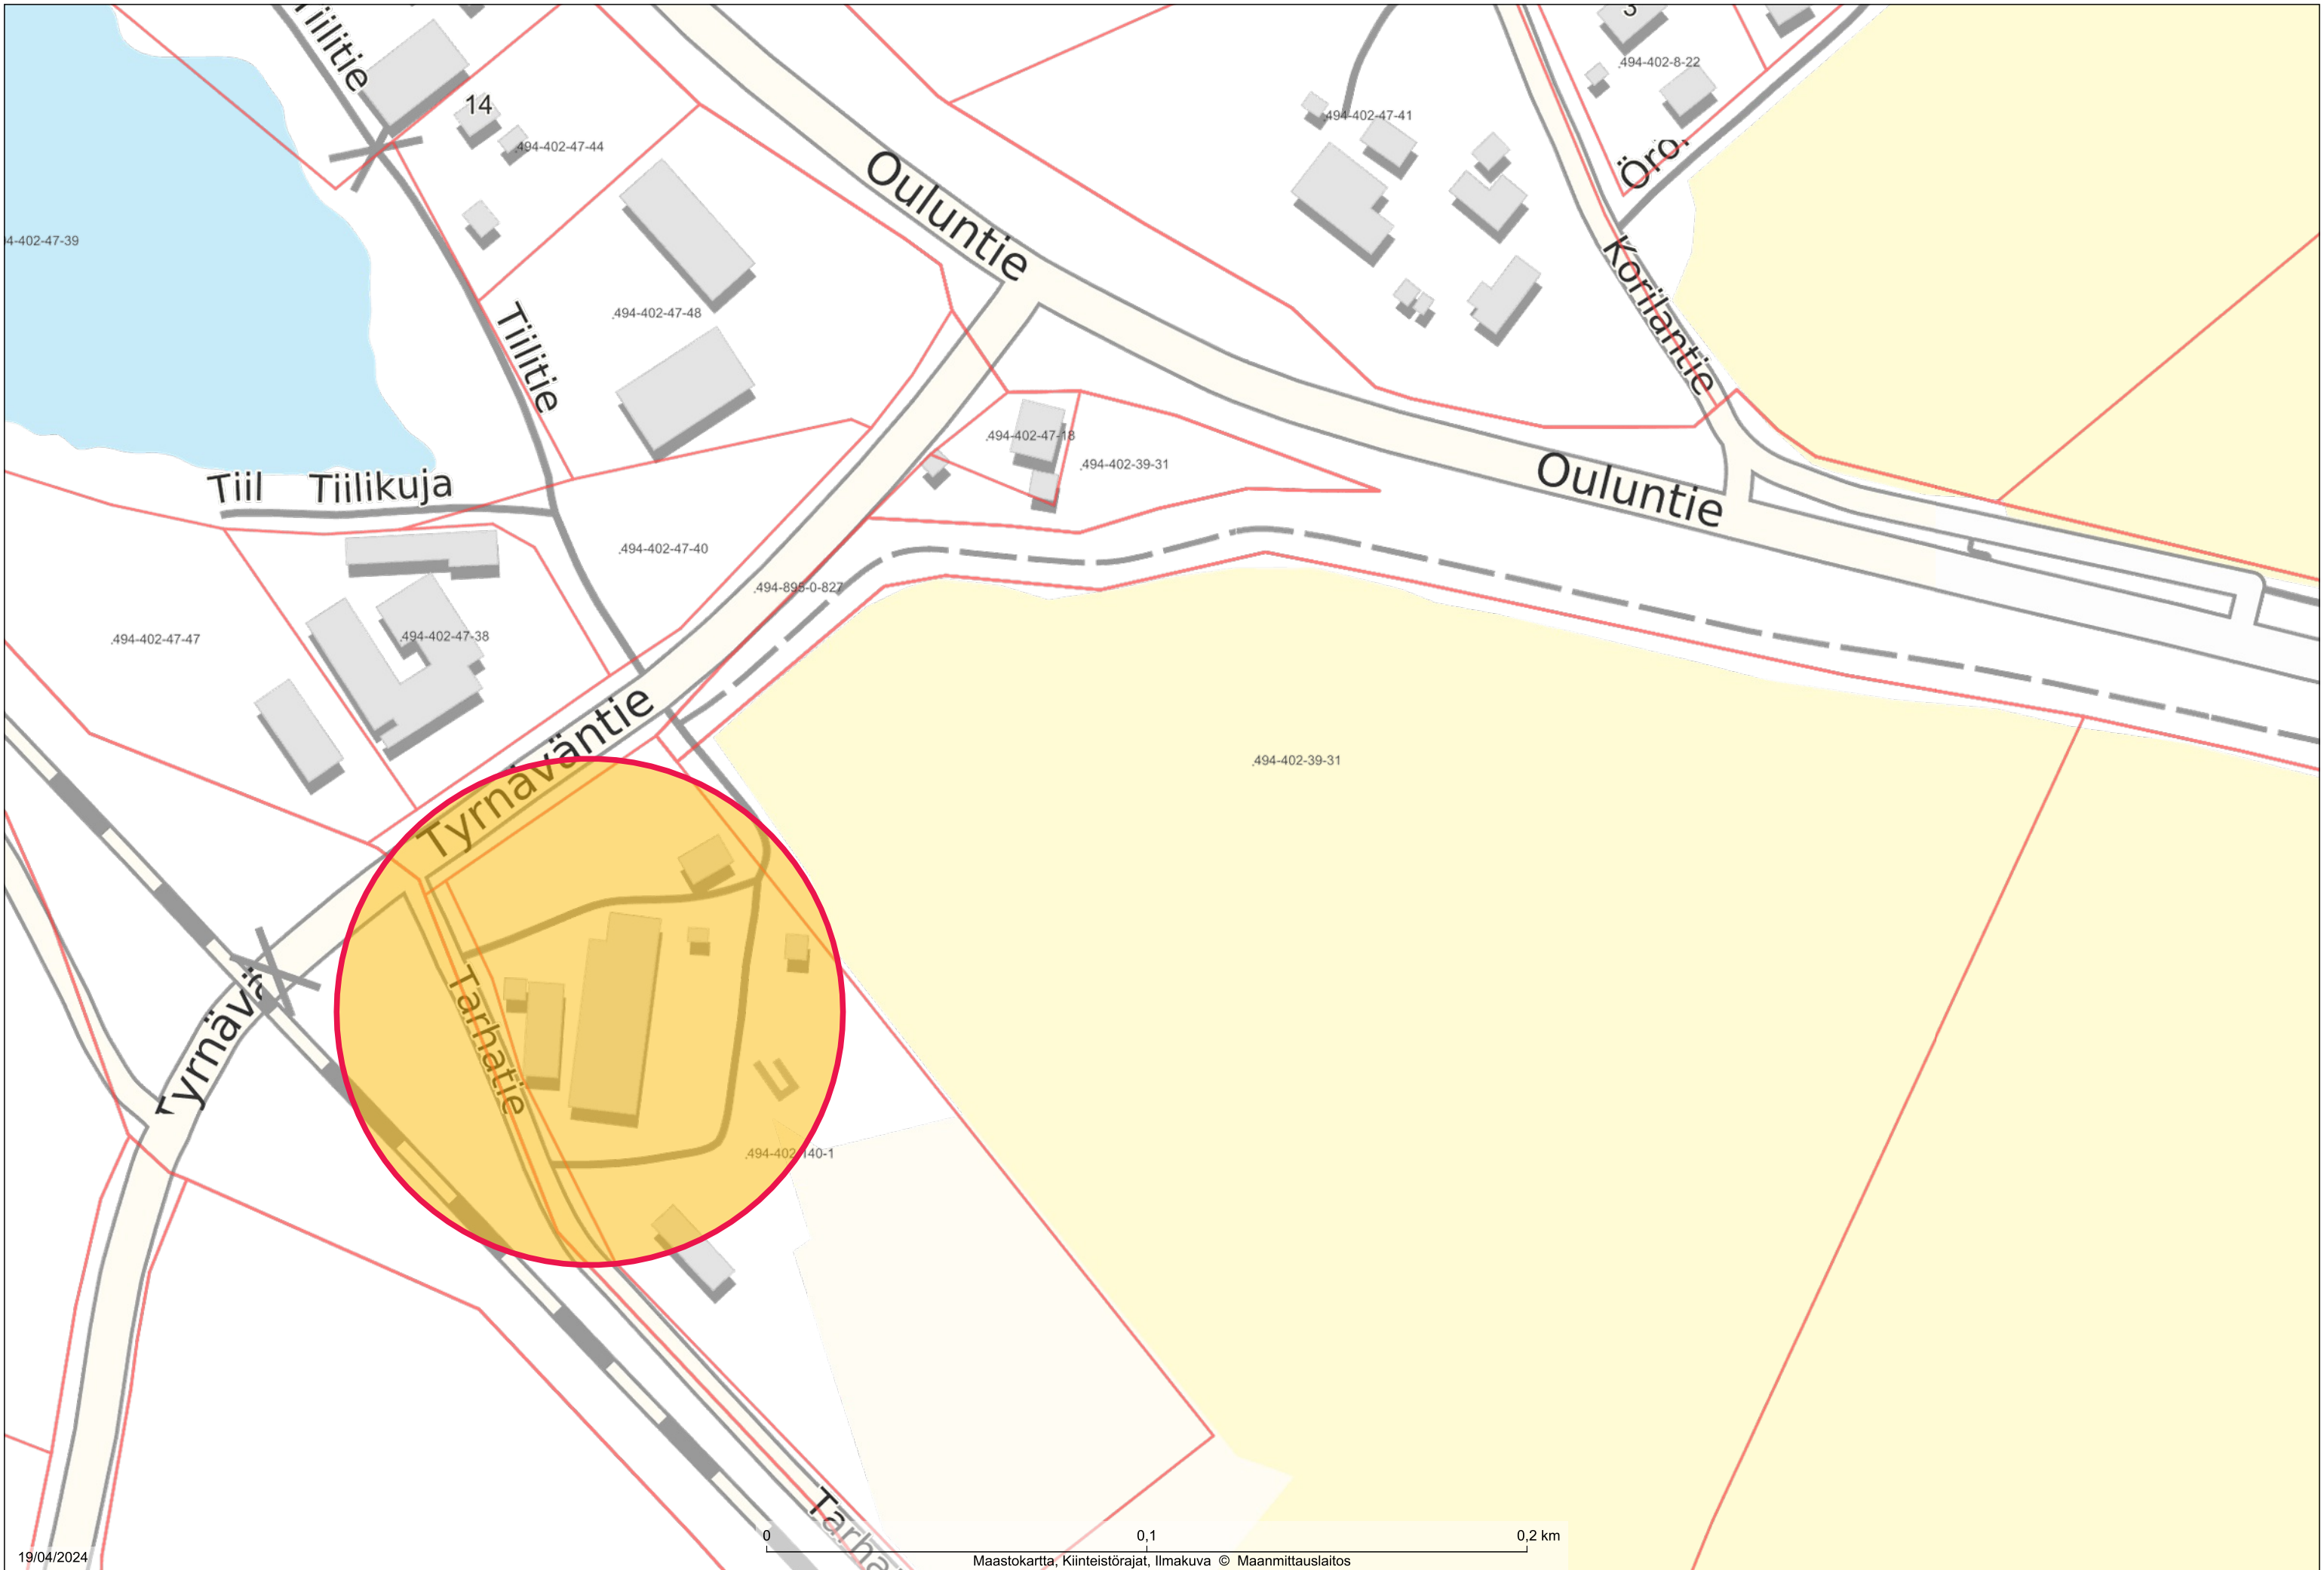 Tiilitie
3
494-402-8-22
14
494-402-47-41
494-402-47-44
Örö.
Ouluntie
4-402-47-39
Korilantie
494-402-47-48
Tiilitie
494-402-47-18
494-402-39-31
Ouluntie
Tiil
Tiilikuja
494-402-47-40
494-895-0-827
494-402-47-47
494-402-47-38
Tyrnäväntie
494-402-39-31
Tyrnävä
Tarhatie
494-402-140-1
Tarha
0
0,1
0,2 km
19/04/2024
Maastokartta, Kiinteistörajat, Ilmakuva © Maanmittauslaitos